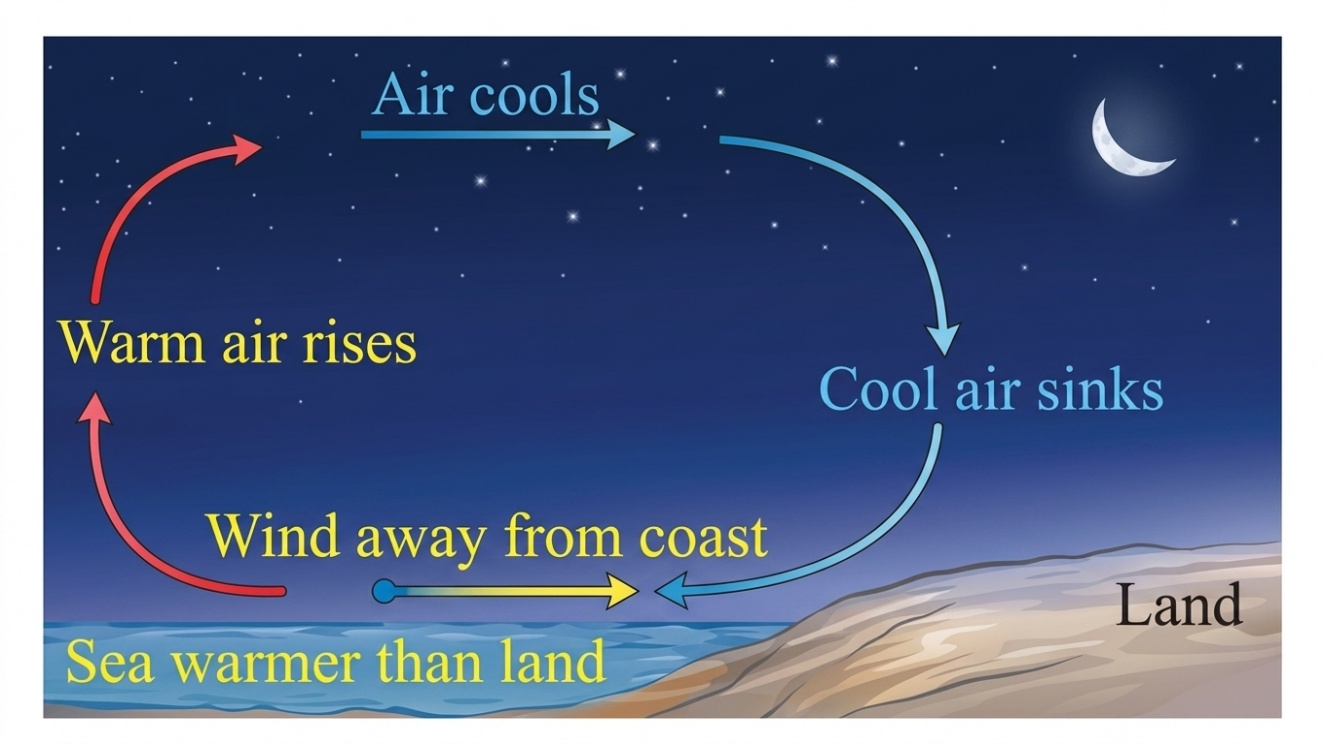 Air cools
Warm air rises
Cool air sinks
Wind away from coast
Land
Sea warmer than land